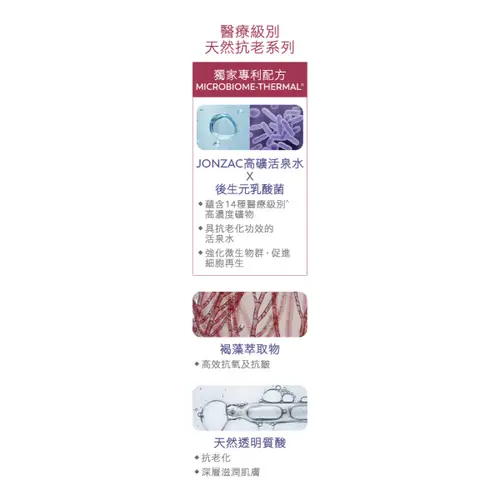 醫療級別
天然抗老系列
獨家專利配方
MICROBIOME-THERMAL®
JONZAC高礦活泉水
X
後生元乳酸菌
◆蘊含14種醫療級別^
高濃度礦物
◆具抗老化功效的
活泉水
◆強化微生物群，促進
細胞再生
褐藻萃取物
◆高效抗氧及抗皺
天然透明質酸
◆抗老化
◆深層滋潤肌膚